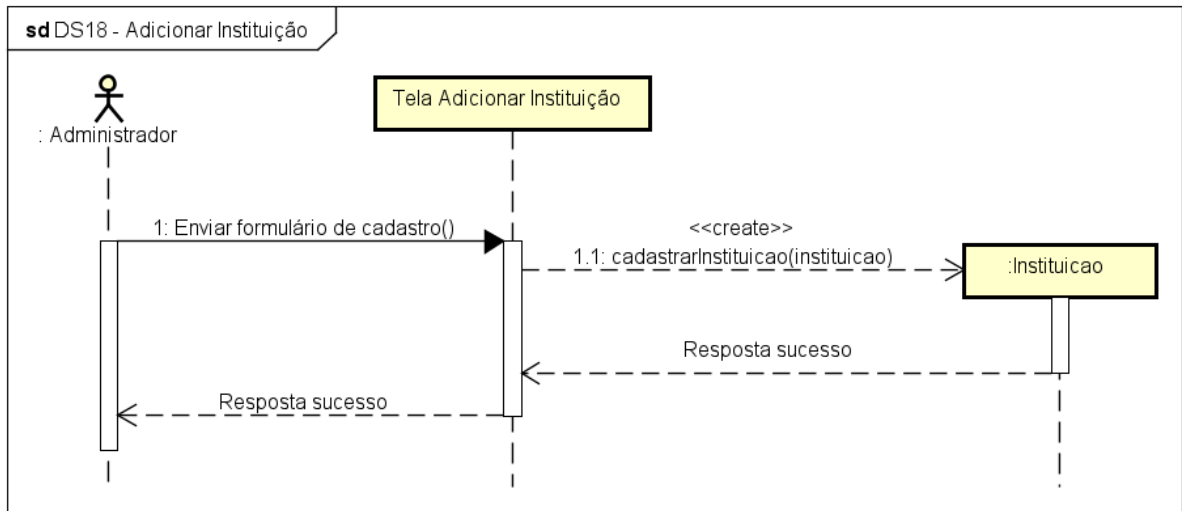 sd DS18 - Adicionar Instituição
: Administrador
Tela Adicionar Instituição
1: Enviar formulário de cadastro()
<<create>>
1.1: cadastrarInstituicao(instituicao)
:Instituicao
Resposta sucesso
Resposta sucesso